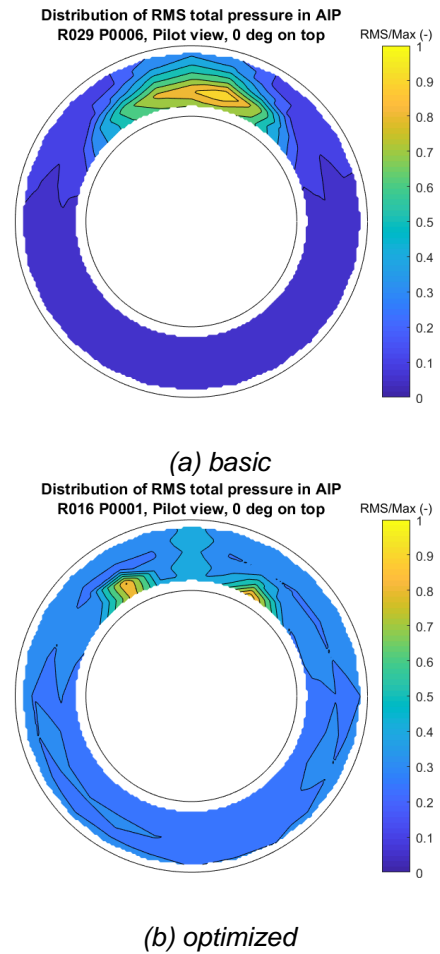 Distribution of RMS total pressure in AIP
R029 P0006, Pilot view, 0 deg on top
RMS/Max (-)
1
0.9
0.8
0.7
0.6
0.5
0.4
0.3
0.2
0.1
0
(a) basic
Distribution of RMS total pressure in AIP
R016 P0001, Pilot view, 0 deg on top
RMS/Max (-)
1
0.9
0.8
0.7
0.6
0.5
0.4
0.3
0.2
0.1
0
(b) optimized